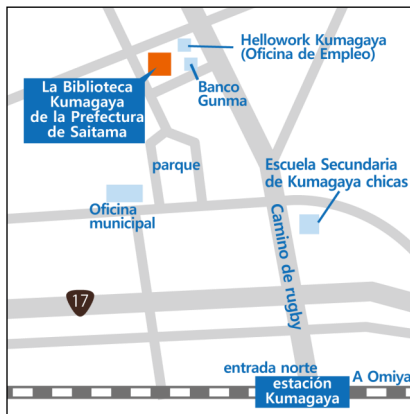 Hellowork Kumagaya
(Oficina de Empleo)
La Biblioteca
Kumagaya
de la Prefectura
de Saitama
Banco
Gunma
parque
Escuela Secundaria
de Kumagaya chicas
Oficina
municipal
Camino de rugby
17
entrada norte
estación
Kumagaya
A Omiya